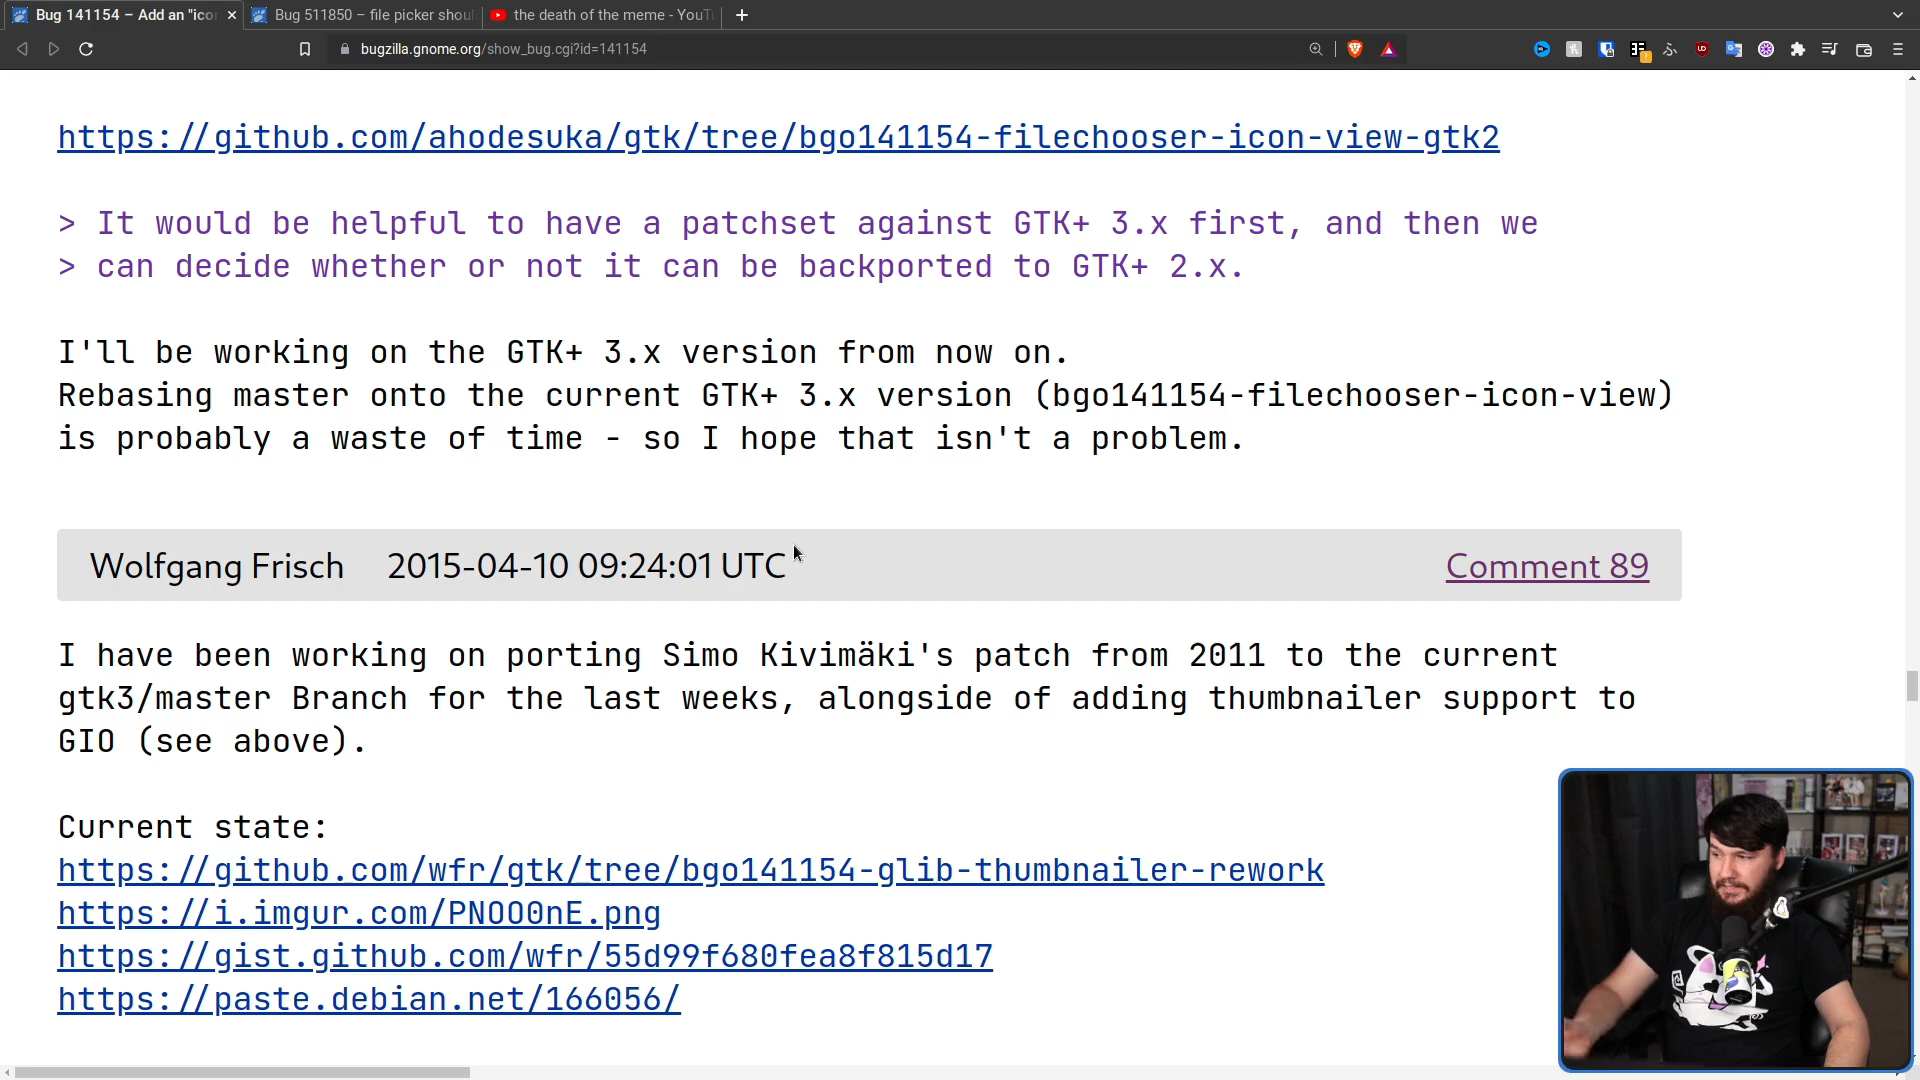 Bug 141154 – Add an "ico
Bug 511850 – file picker shou
the death of the meme - YouT
bugzilla.gnome.org/show_bug.cgi?id=141154
https://github.com/ahodesuka/gtk/tree/bgo141154-filechooser-icon-view-gtk2
> It would be helpful to have a patchset against GTK+ 3.x first, and then we
> can decide whether or not it can be backported to GTK+ 2.x.
I'll be working on the GTK+ 3.x version from now on.
Rebasing master onto the current GTK+ 3.x version (bgo141154-filechooser-icon-view)
is probably a waste of time - so I hope that isn't a problem.
Wolfgang Frisch 2015-04-10 09:24:01 UTC Comment 89
I have been working on porting Simo Kivimäki's patch from 2011 to the current
gtk3/master Branch for the last weeks, alongside of adding thumbnailer support to
GIO (see above).
Current state:
https://github.com/wfr/gtk/tree/bgo141154-glib-thumbnailer-rework
https://i.imgur.com/PNOO0nE.png
https://gist.github.com/wfr/55d99f680fea8f815d17
https://paste.debian.net/166056/